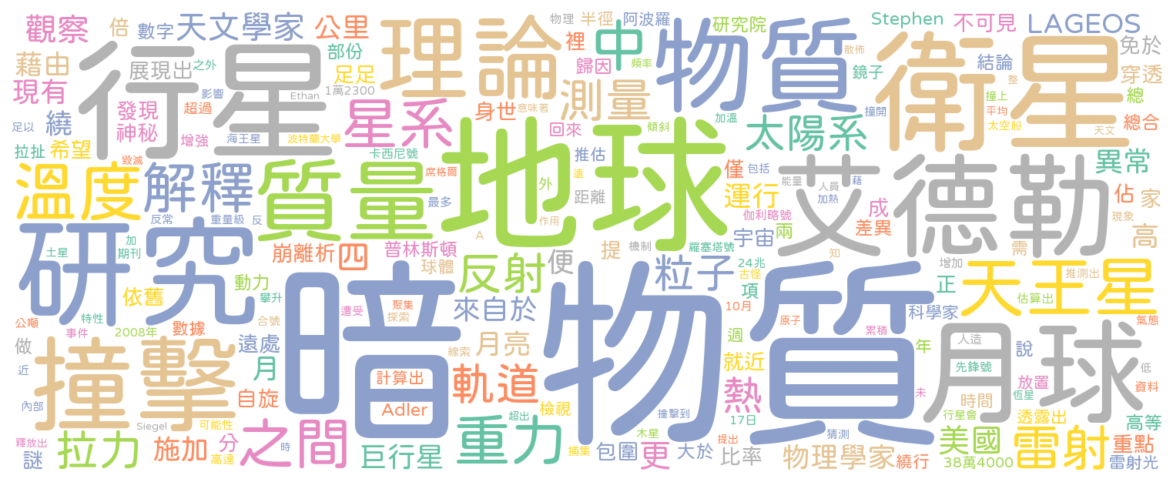 觀察 倍 數字 天文學家 公里 理論 裡 物理 半徑 阿波羅 中 研究院 物質 Stephen 不可見 LAGEOS
藉由 行星 展現出 之外 部份 歸因 頻率 散佈 鏡子 衛星 結論 免於
現有 發現 影響 足足 1萬2300 Ethan 星系 身世 意味著 測量 撞開 撞上 整 穿透 總
足以 繞 神秘 超過 增強 海王星 波特蘭大學 回來 傾斜 加溫 太陽系 平均 太空船 天文 總合
拉扯 希望 毀滅 卡西尼號 地球 推估 能量 人員 異常
溫度 解釋 質量 席格爾 最多 外 遠 距離 僅 包括 運行 加熱 藉 艾德勒 佔 家
反常 重量級 反 作用 伽利略號 成 現象
研究 土星 加 期刊 崩離析 四 普林斯頓 A 提 機制 羅塞塔號 宇宙 兩 差異 知 需 高
依舊 動力 攀升 球體 反射 便 粒子 24兆 古怪 項 增加 正 天王星 推測出
公噸 特性 事件 2008年 合號 遭受 聚集 探索 暗物質 來自於 10月 原子 累積 科學家 估算出 氣態
撞擊 做 數據 遠處 線索 月亮 週 年 人造 月球 說 資料
近 月 計算出 軌道 就近 先鋒號 恆星 放置 低
內部 自旋 Adler 檢視 熱 未 行星會 時間 透露出 高等
Siegel 可能性 之間 超出 重力 撞擊到 17日 猜測 美國 雷射 重點
謎 拉力 釋放出 施加 高速 分 時 巨行星 木星 捕集 包圍 更 大於 提出 比率 物理學家 繞行 38萬4000 雷射光